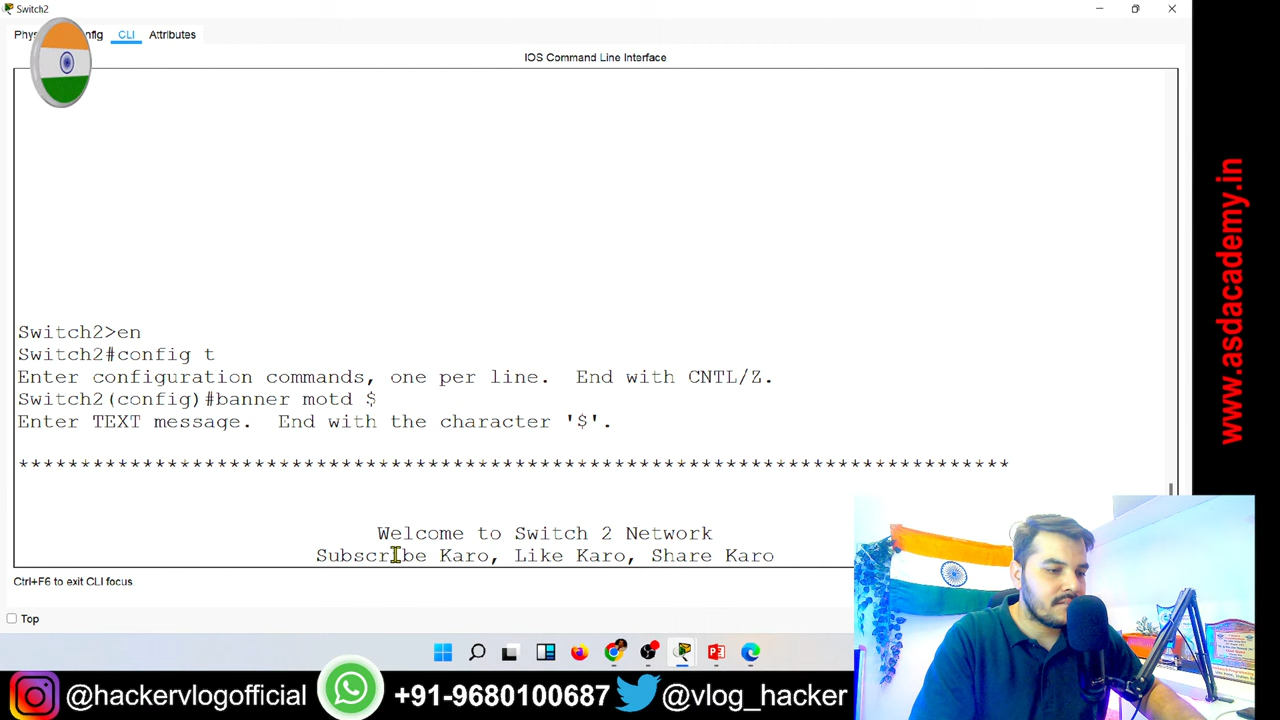 Switch2
Phys
nfig
CLI
Attributes
IOS Command Line Interface
Switch2>en
Switch2#config t
Enter configuration commands, one per line. End with CNTL/Z.
Switch2(config)#banner motd $
Enter TEXT message. End with the character '$'.
********************************************************************************
Welcome to Switch 2 Network
Subscribe Karo, Like Karo, Share Karo
Ctrl+F6 to exit CLI focus
Top
www.asdacademy.in
@hackervlogofficial
+91-9680100687
@vlog_hacker